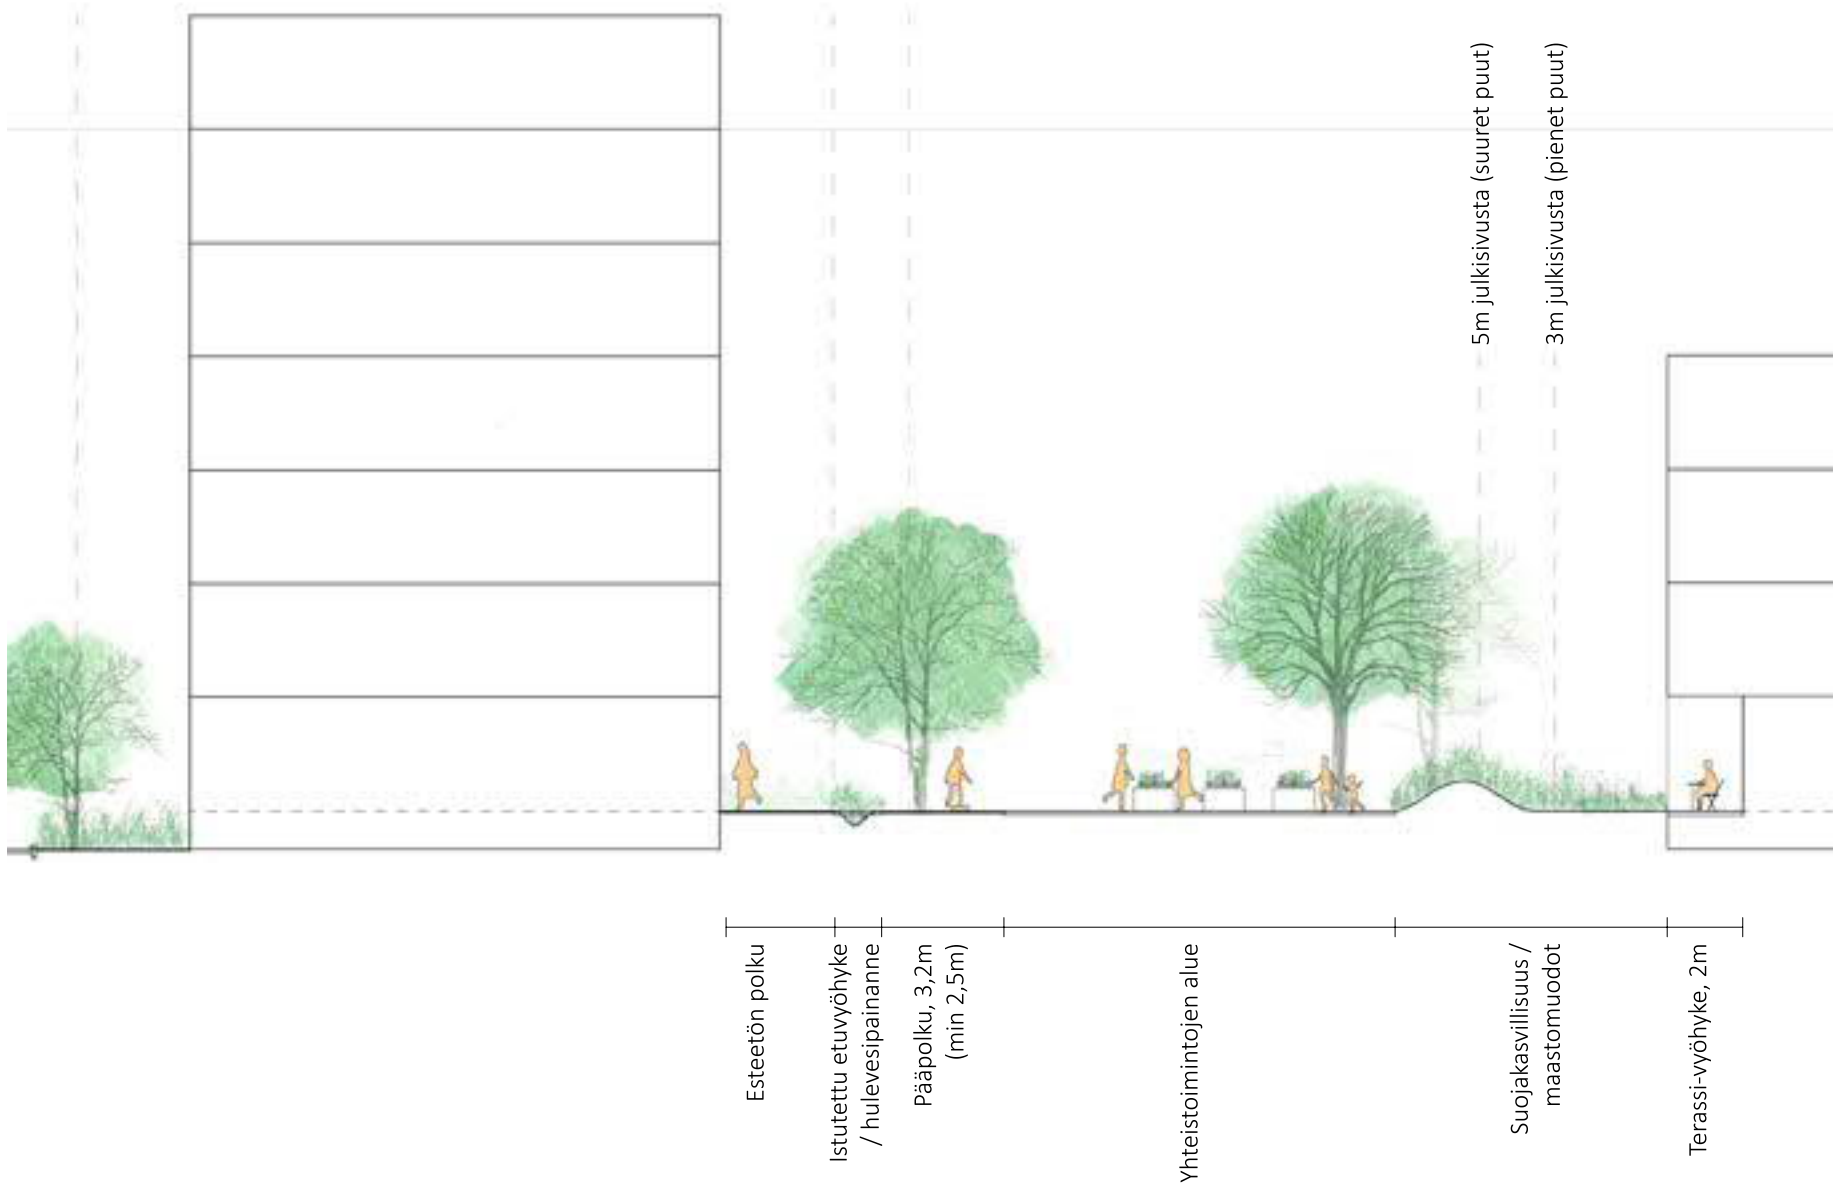 5m julkisivusta (suuret puut)
3m julkisivusta (pienet puut)
Esteetön polku
Istutettu etuvyöhyke
/ hulevesipainanne
Pääpolku, 3,2m
(min 2,5m)
Yhteistoimintojen alue
Suojakasvillisuus /
maastomuodot
Terassi-vyöhyke, 2m